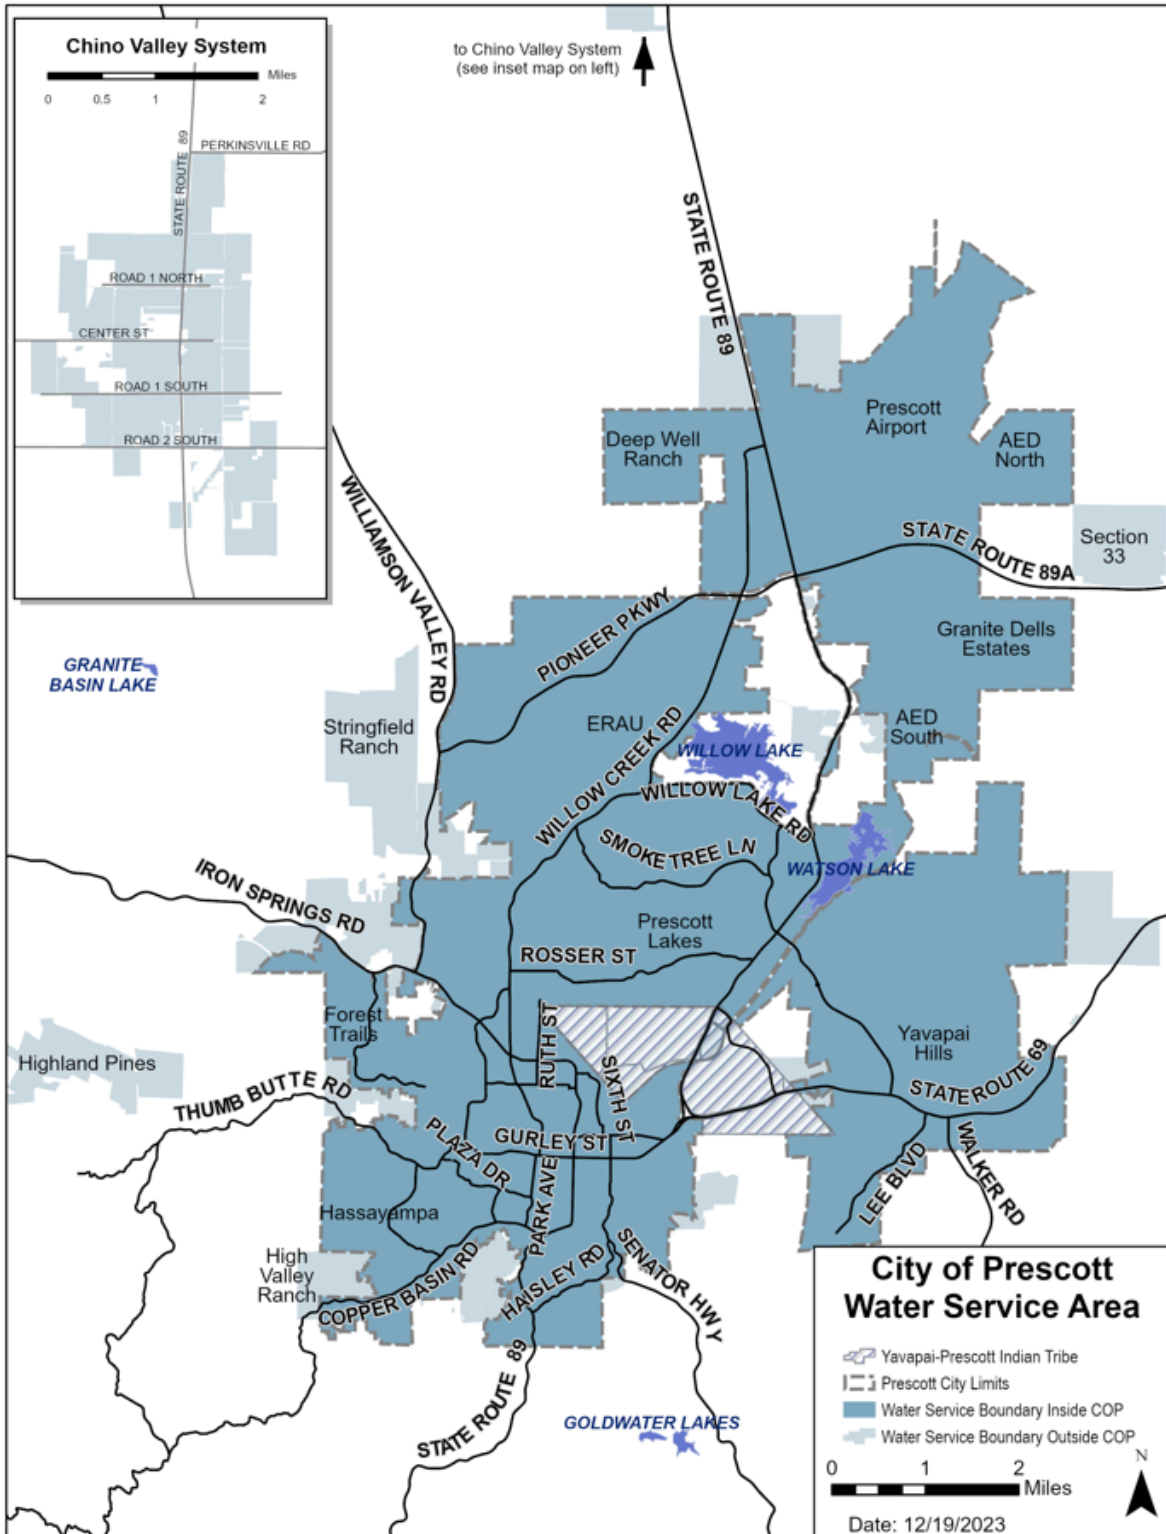 Chino Valley System
Miles
0 0.5 1 2
STATE ROUTE 89
PERKINSVILLE RD
ROAD 1 NORTH
CENTER ST
ROAD 1 SOUTH
ROAD 2 SOUTH
to Chino Valley System
(see inset map on left)
STATE ROUTE 89
Prescott
Airport
Deep Well
Ranch
AED
North
Section
33
STATE ROUTE 89A
WILLIAMSON VALLEY RD
PIONEER PKWY
Granite Dells
Estates
GRANITE
BASIN LAKE
Stringfield
Ranch
ERAU
WILLOW CREEK RD
WILLOW LAKE
AED
South
WILLOW LAKE RD
SMOKE TREE LN
WATSON LAKE
IRON SPRINGS RD
Prescott
Lakes
ROSSER ST
Forest
Trails
RUTH ST
SIXTH ST
Yavapai
Hills
STATE ROUTE 69
Highland Pines
THUMB BUTTE RD
PLAZA DR
GURLEY ST
PARK AVE
LEE BLVD
WALKER RD
Hassayampa
High
Valley
Ranch
COPPER BASIN RD
HAISLEY RD
SENATOR HWY
STATE ROUTE 89
GOLDWATER LAKES
City of Prescott
Water Service Area
Yavapai-Prescott Indian Tribe
Prescott City Limits
Water Service Boundary Inside COP
Water Service Boundary Outside COP
0 1 2
Miles
N
Date: 12/19/2023